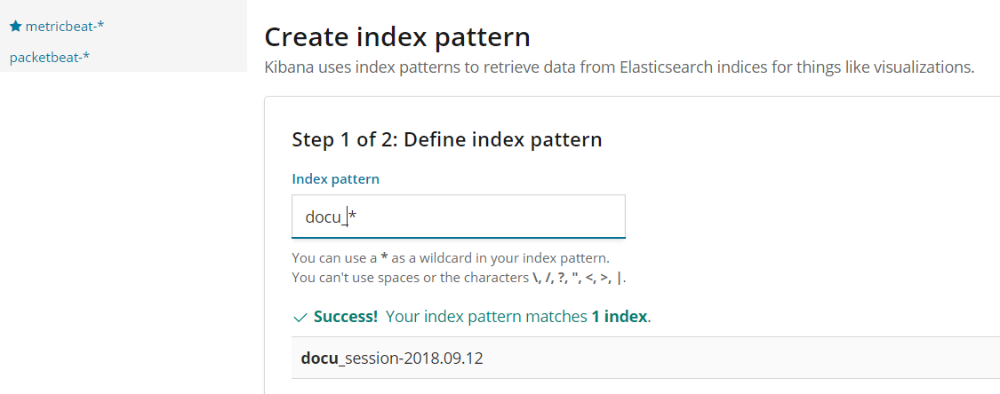 metricbeat-*
packetbeat-*
Create index pattern
Kibana uses index patterns to retrieve data from Elasticsearch indices for things like visualizations.
Step 1 of 2: Define index pattern
Index pattern
docu_*
You can use a * as a wildcard in your index pattern.
You can't use spaces or the characters \, /, ?, ", <, >, |.
Success! Your index pattern matches 1 index.
docu_session-2018.09.12